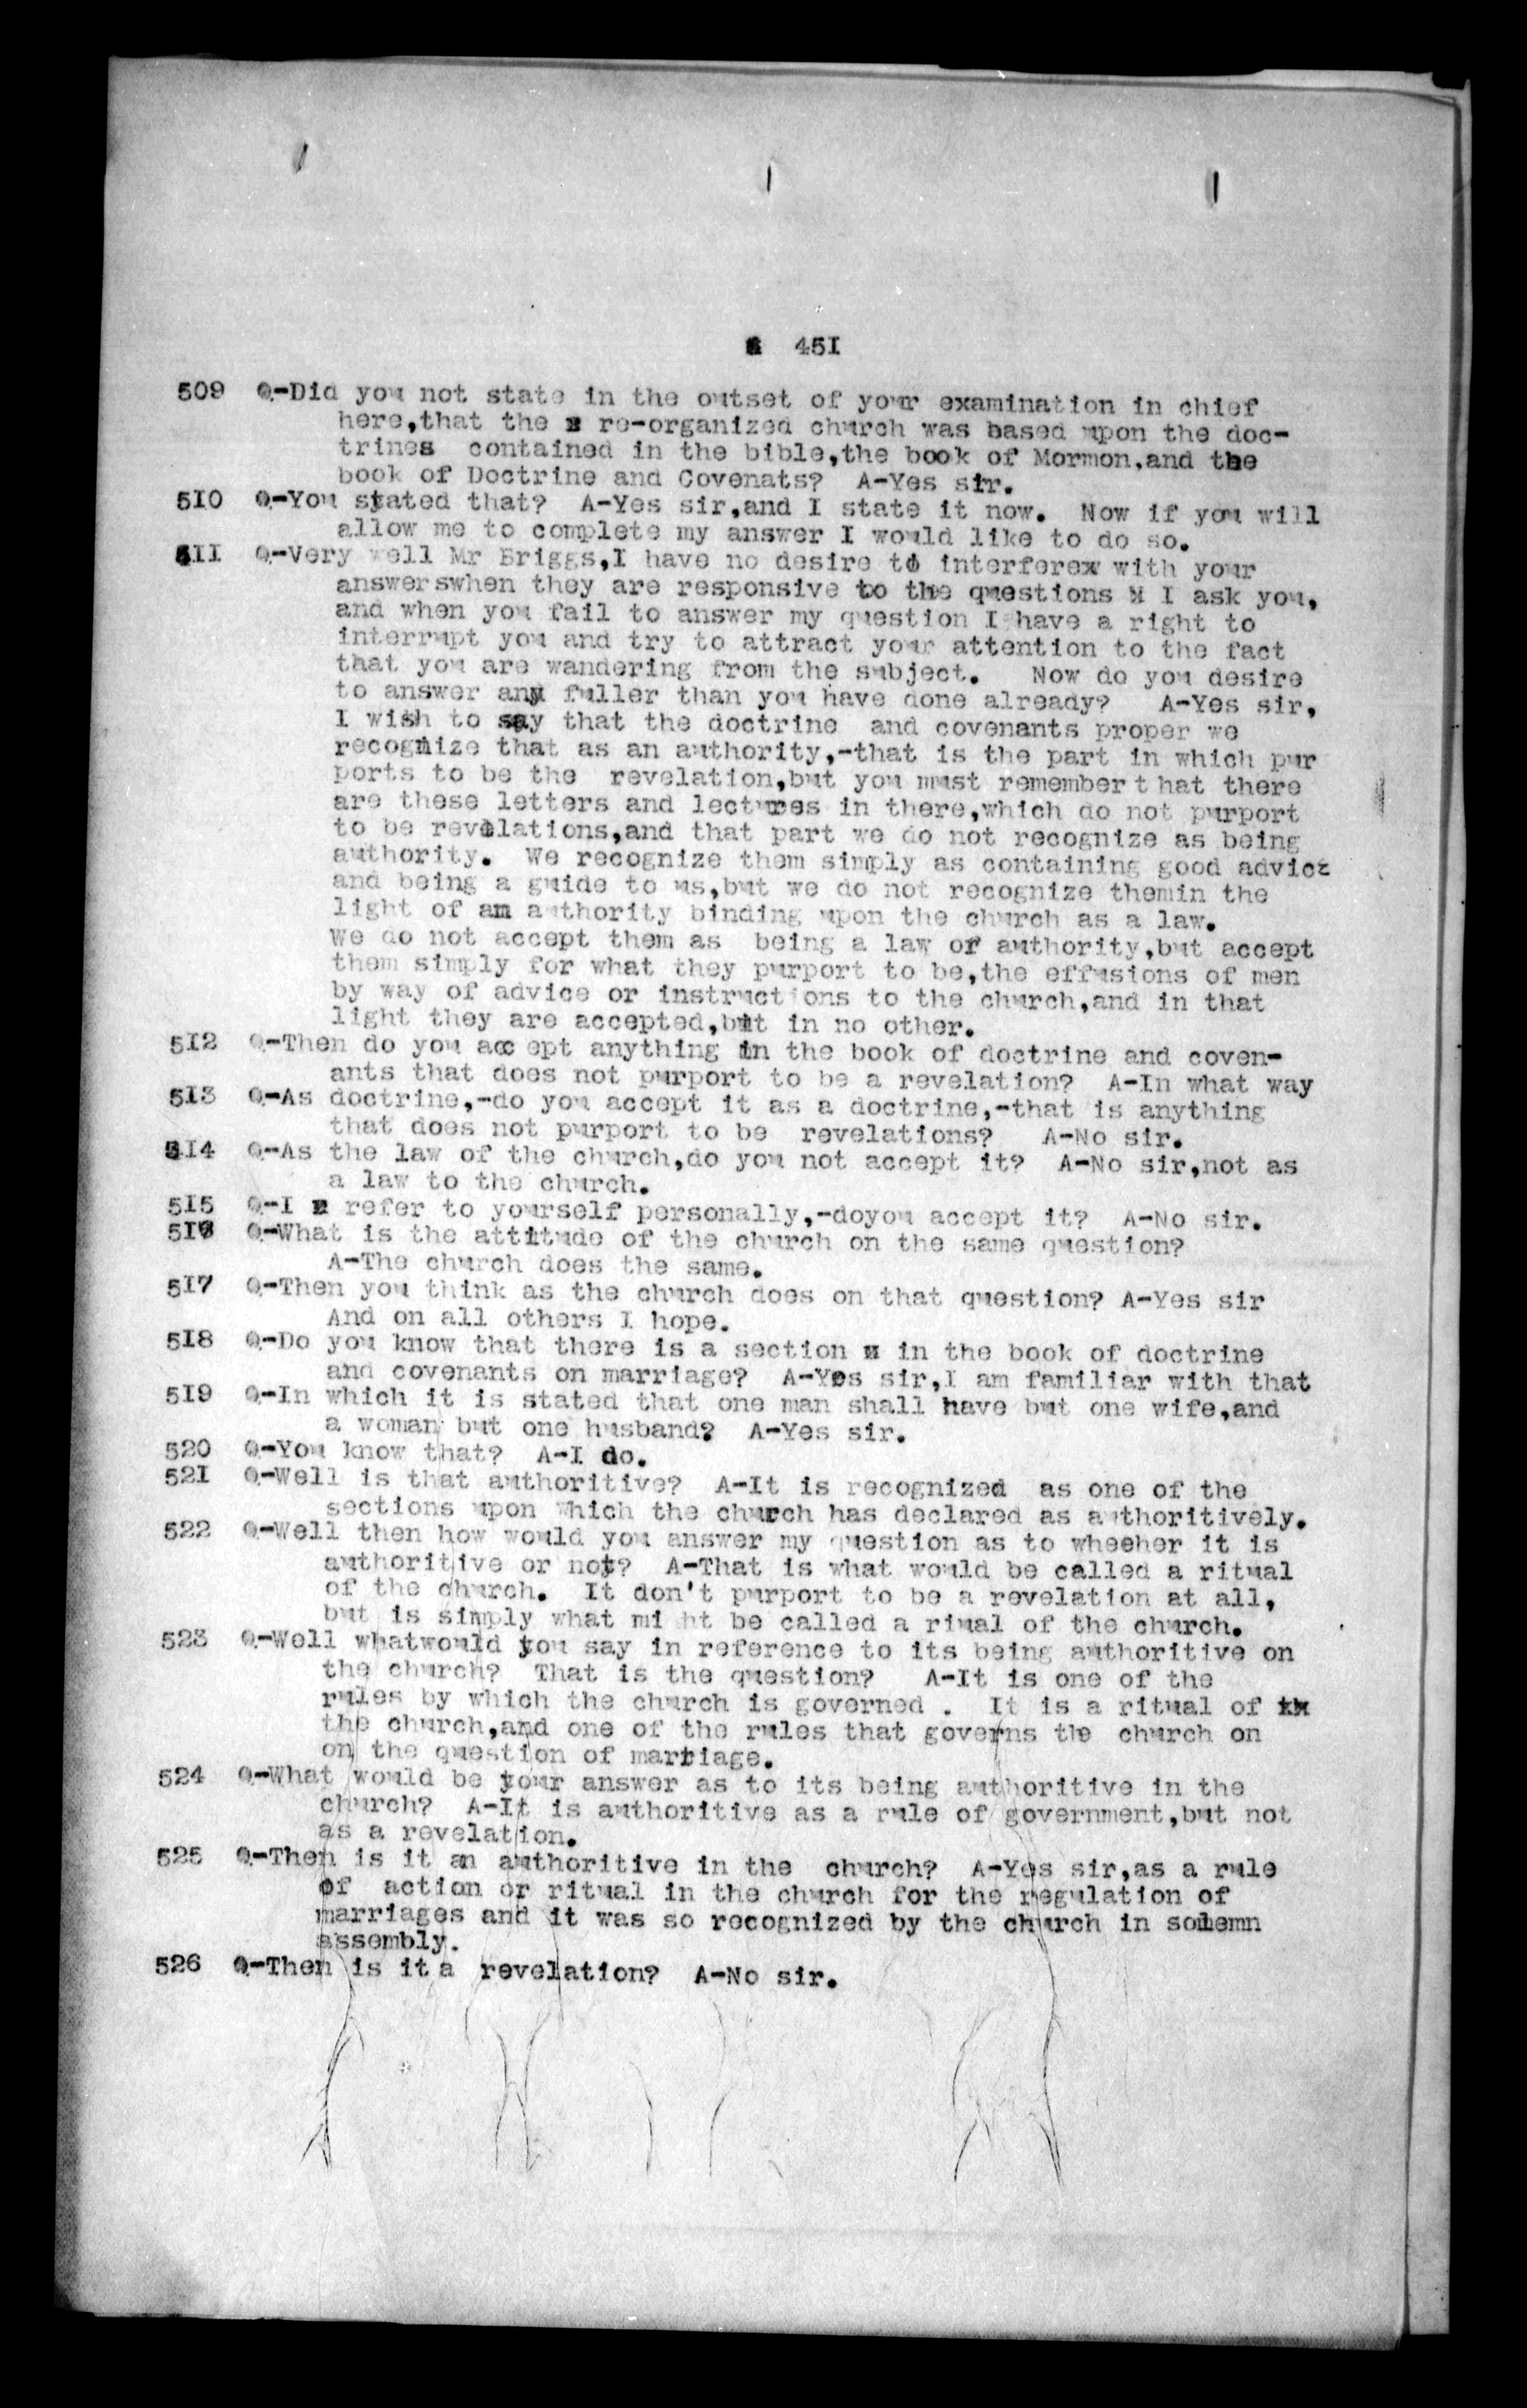 451
509 Q-Did you not state in the outset of your examination in chief
here,that the re-organized church was based upon the doc-
trines contained in the bible,the book of Mormon,and the
book of Doctrine and Covenats? A-Yes sir.
510 Q-You stated that? A-Yes sir,and I state it now. Now if you will
allow me to complete my answer I would like to do so.
511 Q-Very well Mr Briggs,I have no desire to interferex with your
answerswhen they are responsive to the questions X I ask you,
and when you fail to answer my question I have a right to
interrupt you and try to attract your attention to the fact
that you are wandering from the subject. Now do you desire
to answer any fuller than you have done already? A-Yes sir,
I wish to say that the doctrine and covenants proper we
recognize that as an authority,-that is the part in which pur
ports to be the revelation,but you must remember t hat there
are these letters and lectures in there,which do not purport
to be revelations,and that part we do not recognize as being
authority. We recognize them simply as containing good advice
and being a guide to us,but we do not recognize themin the
light of an authority binding upon the church as a law.
We do not accept them as being a law or authority,but accept
them simply for what they purport to be,the effusions of men
by way of advice or instructions to the church,and in that
light they are accepted,but in no other.
512 Q-Then do you acc ept anything in the book of doctrine and coven-
ants that does not purport to be a revelation? A-In what way
513 Q-As doctrine,-do you accept it as a doctrine,-that is anything
that does not purport to be revelations? A-No sir.
514 Q-As the law of the church,do you not accept it? A-No sir,not as
a law to the church.
515 Q-I refer to yourself personally,-doyou accept it? A-No sir.
516 Q-What is the attitude of the church on the same question?
A-The church does the same.
517 Q-Then you think as the church does on that question? A-Yes sir
And on all others I hope.
518 Q-Do you know that there is a section x in the book of doctrine
and covenants on marriage? A-Yes sir,I am familiar with that
519 Q-In which it is stated that one man shall have but one wife,and
a woman but one husband? A-Yes sir.
520 Q-You know that? A-I do.
521 Q-Well is that authoritive? A-It is recognized as one of the
sections upon which the church has declared as authoritively.
522 Q-Well then how would you answer my question as to wheeher it is
authoritive or not? A-That is what would be called a ritual
of the church. It don't purport to be a revelation at all,
but is simply what mi ht be called a riual of the church.
523 Q-Well whatwould you say in reference to its being authoritive on
the church? That is the question? A-It is one of the
rules by which the church is governed . It is a ritual of xx
the church,and one of the rules that governs the church on
on the question of marriage.
524 Q-What would be your answer as to its being authoritive in the
church? A-It is authoritive as a rule of government,but not
as a revelation.
525 Q-Then is it an authoritive in the church? A-Yes sir,as a rule
of action or ritual in the church for the regulation of
marriages and it was so recognized by the church in solemn
assembly.
526 Q-Then is it a revelation? A-No sir.